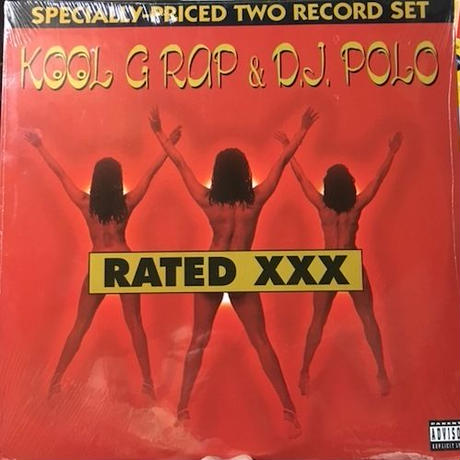 SPECIALLY-PRICED TWO RECORD SET
KOOL G RAP & D.J. POLO
RATED XXX